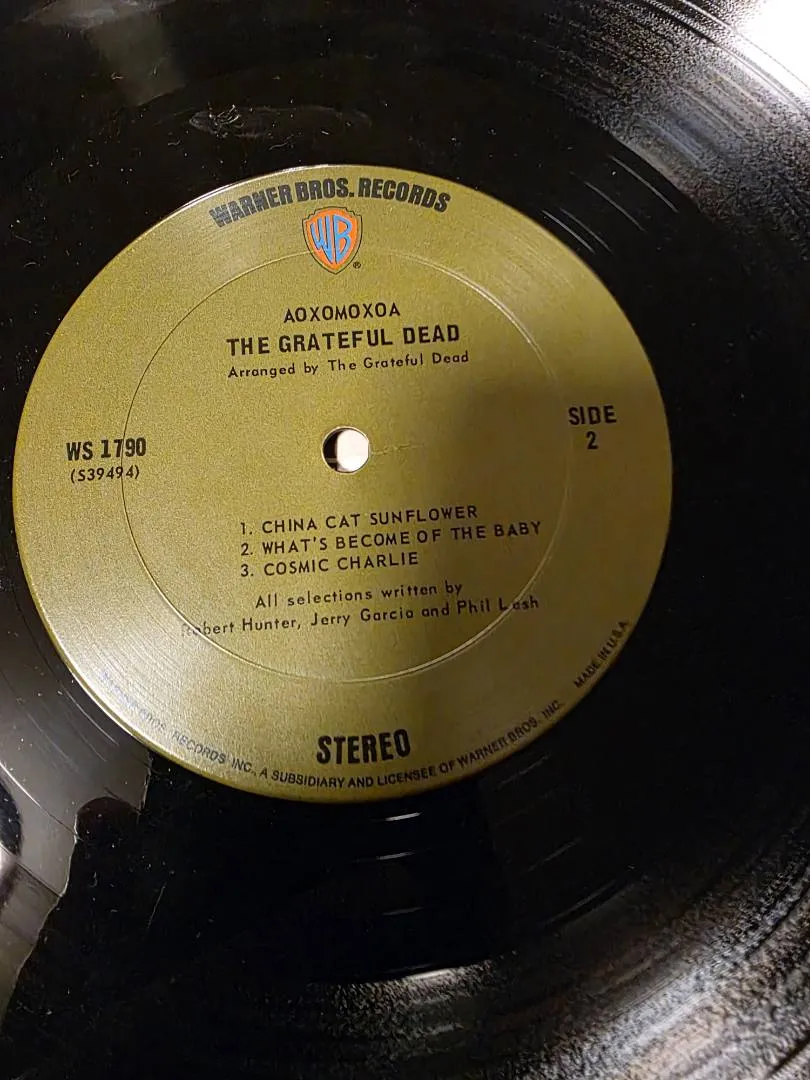 WARNER BROS. RECORDS
WB
®
AOXOMOXOA
THE GRATEFUL DEAD
Arranged by The Grateful Dead
WS 1790
(S39494)
SIDE
2
1. CHINA CAT SUNFLOWER
2. WHAT'S BECOME OF THE BABY
3. COSMIC CHARLIE
All selections written by
Robert Hunter, Jerry Garcia and Phil Lesh
STEREO
WARNER BROS. RECORDS INC., A SUBSIDIARY AND LICENSEE OF WARNER BROS. INC. MADE IN U.S.A.